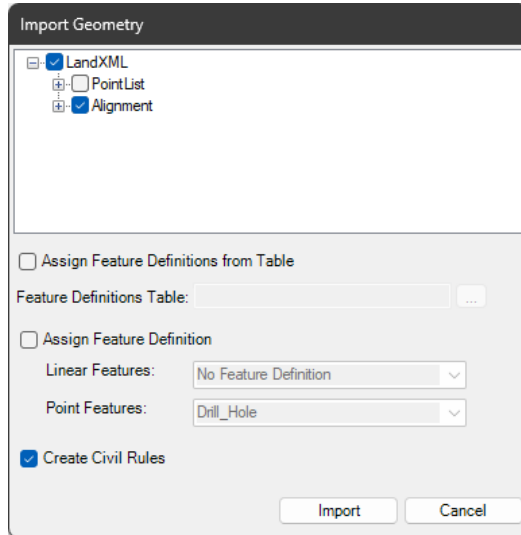 Import Geometry
LandXML
PointList
Alignment
Assign Feature Definitions from Table
Feature Definitions Table:
...
Assign Feature Definition
Linear Features:
No Feature Definition
Point Features:
Drill_Hole
Create Civil Rules
Import
Cancel